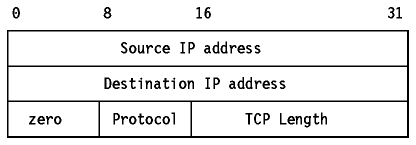 0 8 16 31
Source IP address
Destination IP address
zero Protocol TCP Length